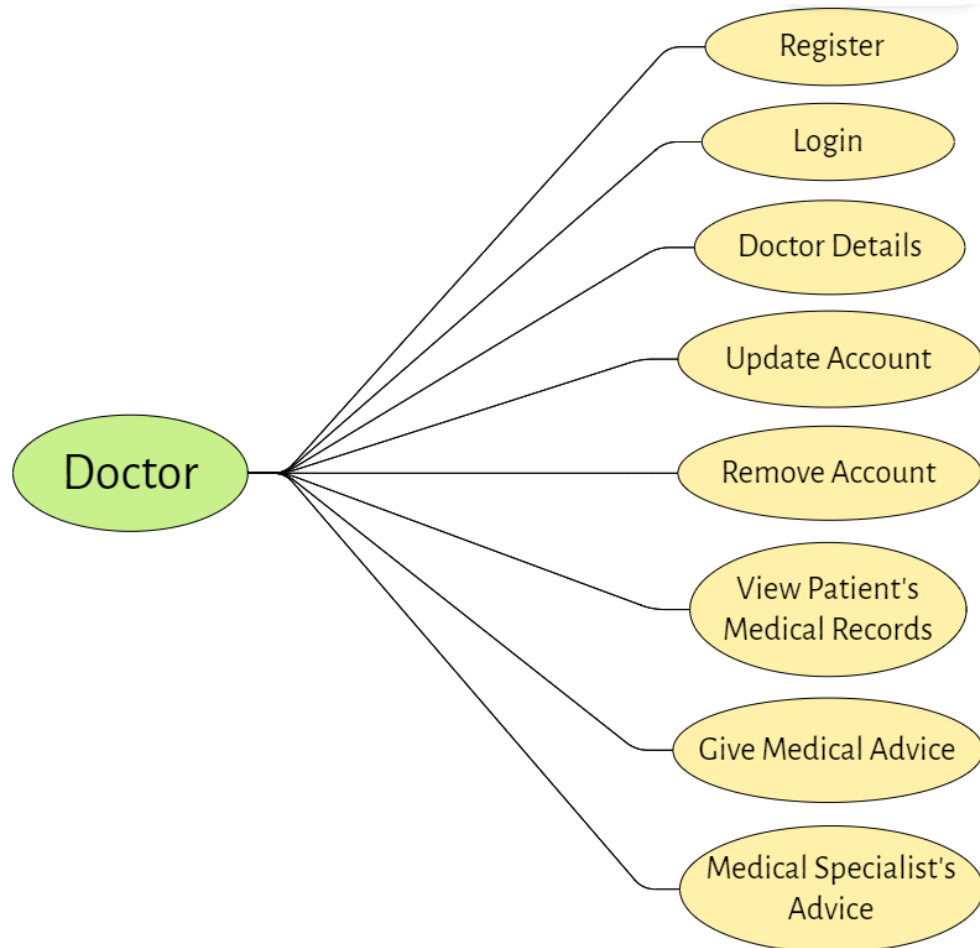 Register
Login
Doctor Details
Update Account
Doctor
Remove Account
View Patient's
Medical Records
Give Medical Advice
Medical Specialist's
Advice